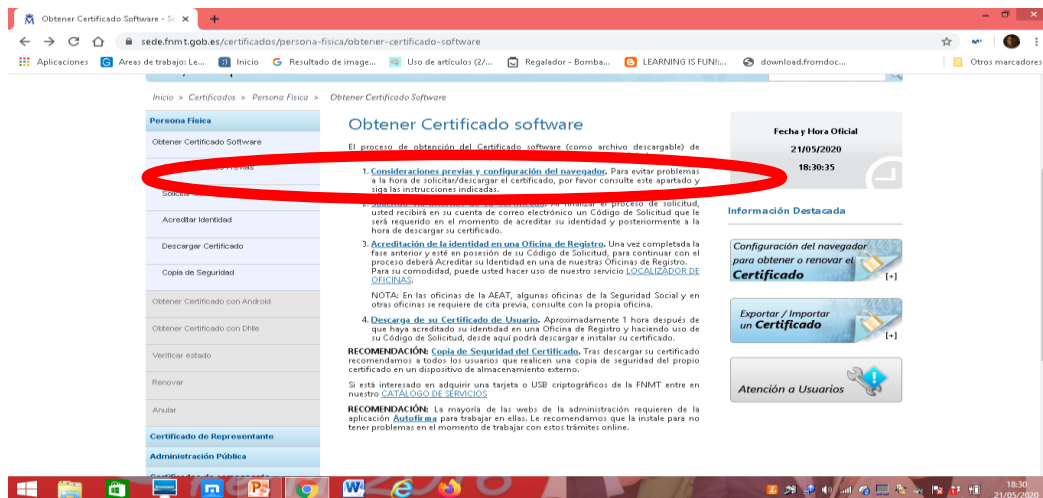 Obtener Certificado Software - Se
sede.fnmt.gob.es/certificados/persona-fisica/obtener-certificado-software
Aplicaciones
Areas de trabajo: Le...
Inicio
Resultado de image...
Uso de artículos (2/...
Regalador - Bomba...
LEARNING IS FUN!:...
download.fromdoc...
Otros marcadores
Inicio > Certificados > Persona Física > Obtener Certificado Software
Persona Física
Obtener Certificado Software
Acreditar Identidad
Descargar Certificado
Copia de Seguridad
Obtener Certificado con Android
Obtener Certificado con DNIe
Verificar estado
Renovar
Anular
Certificado de Representante
Administración Pública
Obtener Certificado software
El proceso de obtención del Certificado software (como archivo descargable) de
1. Consideraciones previas y configuración del navegador. Para evitar problemas
a la hora de solicitar/descargar el certificado, por favor consulte este apartado y
siga las instrucciones indicadas.
Al finalizar el proceso de solicitud,
usted recibirá en su cuenta de correo electrónico un Código de Solicitud que le
será requerido en el momento de acreditar su identidad y posteriormente a la
hora de descargar su certificado.
3. Acreditación de la identidad en una Oficina de Registro. Una vez completada la
fase anterior y esté en posesión de su Código de Solicitud, para continuar con el
proceso deberá Acreditar su Identidad en una de nuestras Oficinas de Registro.
Para su comodidad, puede usted hacer uso de nuestro servicio LOCALIZADOR DE
OFICINAS.
NOTA: En las oficinas de la AEAT, algunas oficinas de la Seguridad Social y en
otras oficinas se requiere de cita previa, consulte con la propia oficina.
4. Descarga de su Certificado de Usuario. Aproximadamente 1 hora después de
que haya acreditado su identidad en una Oficina de Registro y haciendo uso de
su Código de Solicitud, desde aquí podrá descargar e instalar su certificado.
RECOMENDACIÓN: Copia de Seguridad del Certificado. Tras descargar su certificado
recomendamos a todos los usuarios que realicen una copia de seguridad del propio
certificado en un dispositivo de almacenamiento externo.
Si está interesado en adquirir una tarjeta o USB criptográficos de la FNMT entre en
nuestro CATÁLOGO DE SERVICIOS
RECOMENDACIÓN: La mayoría de las webs de la administración requieren de la
aplicación Autofirma para trabajar en ellas. Le recomendamos que la instale para no
tener problemas en el momento de trabajar con estos trámites online.
Fecha y Hora Oficial
21/05/2020
18:30:35
Información Destacada
Configuración del navegador
para obtener o renovar el
Certificado
[+]
Exportar / Importar
un Certificado
[+]
Atención a Usuarios
18:30
21/05/2020